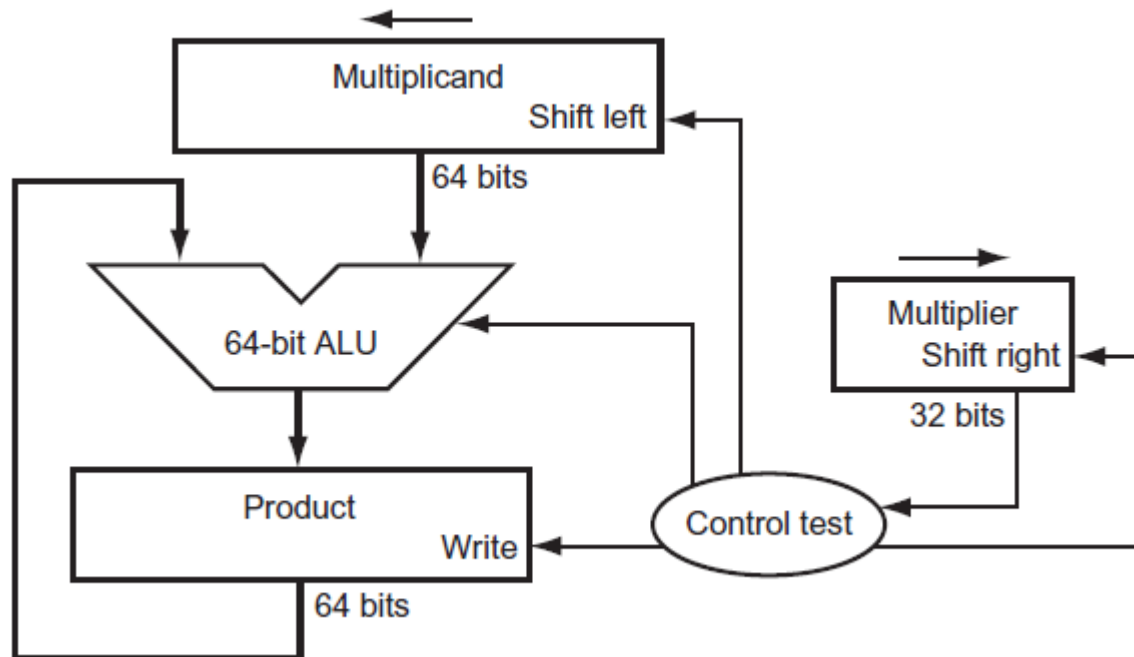 Multiplicand
Shift left
64 bits
64-bit ALU
Multiplier
Shift right
32 bits
Product
Write
Control test
64 bits